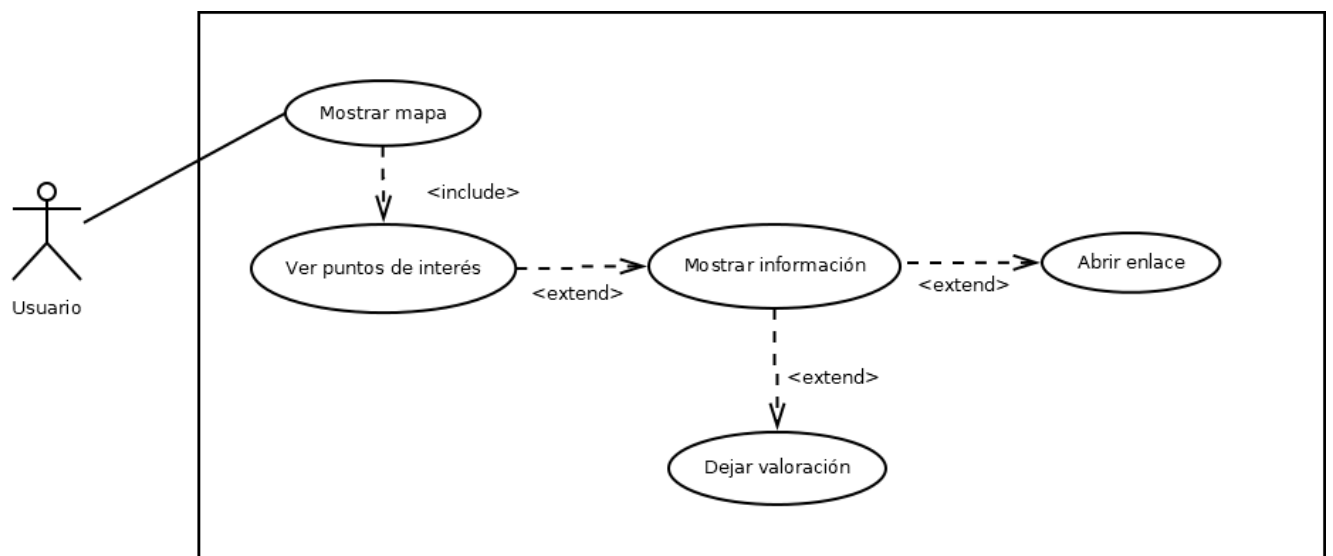 Mostrar mapa
<include>
Usuario
Ver puntos de interés
<extend>
Mostrar información
<extend>
Abrir enlace
<extend>
Dejar valoración